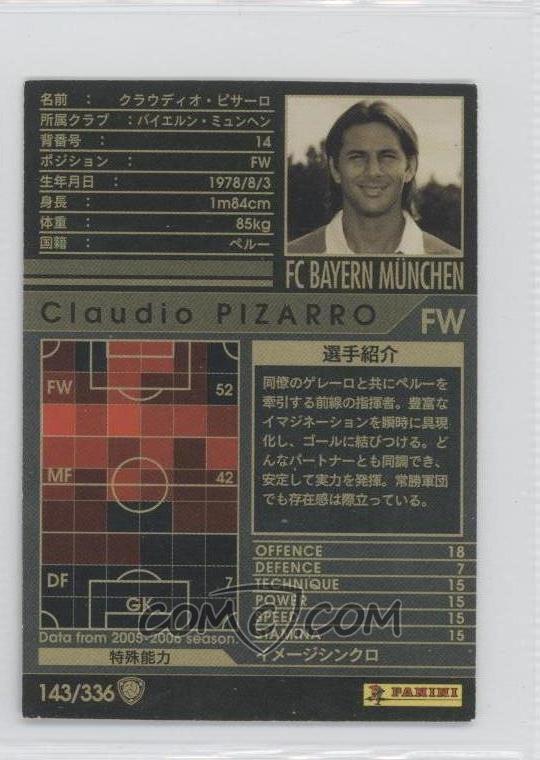 名前 : クラウディオ・ピサーロ
所属クラブ : バイエルン・ミュンヘン
背番号 : 14
ポジション : FW
生年月日 : 1978/8/3
身長 : 1m84cm
体重 : 85kg
国籍 : ペルー
FC BAYERN MÜNCHEN
Claudio PIZARRO FW
FW 52
MF 42
DF 7
GK
Data from 2005-2006 season.
選手紹介
同僚のゲレーロと共にペルーを
牽引する前線の指揮者。豊富な
イマジネーションを瞬時に具現
化し、ゴールに結びつける。ど
んなパートナーとも同調でき、
安定して実力を発揮。常勝軍団
でも存在感は際立っている。
OFFENCE 18
DEFENCE 7
TECHNIQUE 15
POWER 15
SPEED 15
STAMINA 15
COMC.COM
特殊能力 イメージシンクロ
143/336
PANINI